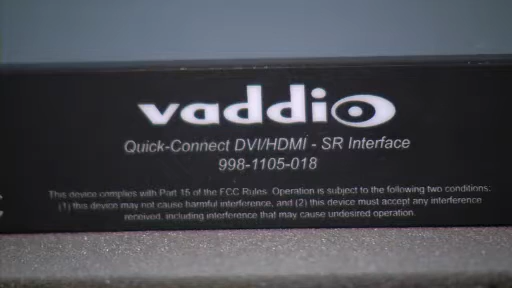 vaddio
Quick-Connect DVI/HDMI - SR Interface
998-1105-018
This device complies with Part 15 of the FCC Rules. Operation is subject to the following two conditions:
(1) this device may not cause harmful interference, and (2) this device must accept any interference
received, including interference that may cause undesired operation.